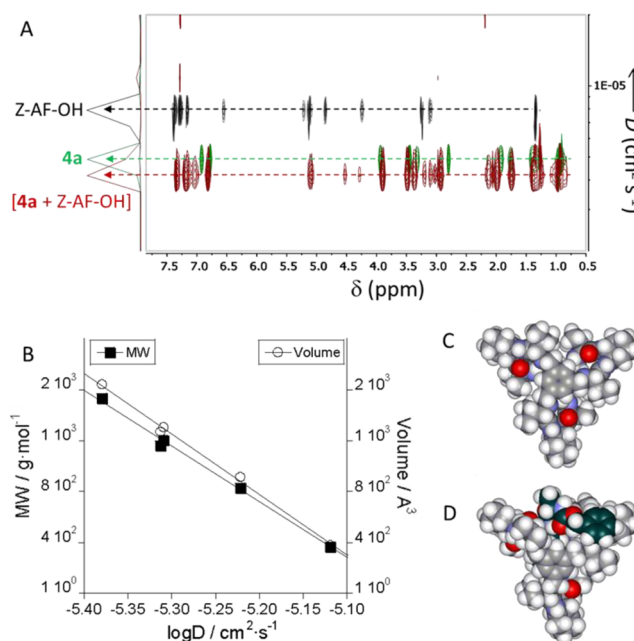 A
Z-AF-OH
4a
[4a + Z-AF-OH]
1E-05
D (cm² s⁻¹)
7.5 7.0 6.5 6.0 5.5 5.0 4.5 4.0 3.5 3.0 2.5 2.0 1.5 1.0 0.5
δ (ppm)
B
MW
Volume
2 10³
1 10³
8 10²
4 10²
1 10⁰
MW / g·mol⁻¹
2 10³
1 10³
8 10²
4 10²
1 10⁰
Volume / A³
-5.40 -5.35 -5.30 -5.25 -5.20 -5.15 -5.10
logD / cm²·s⁻¹
C
D